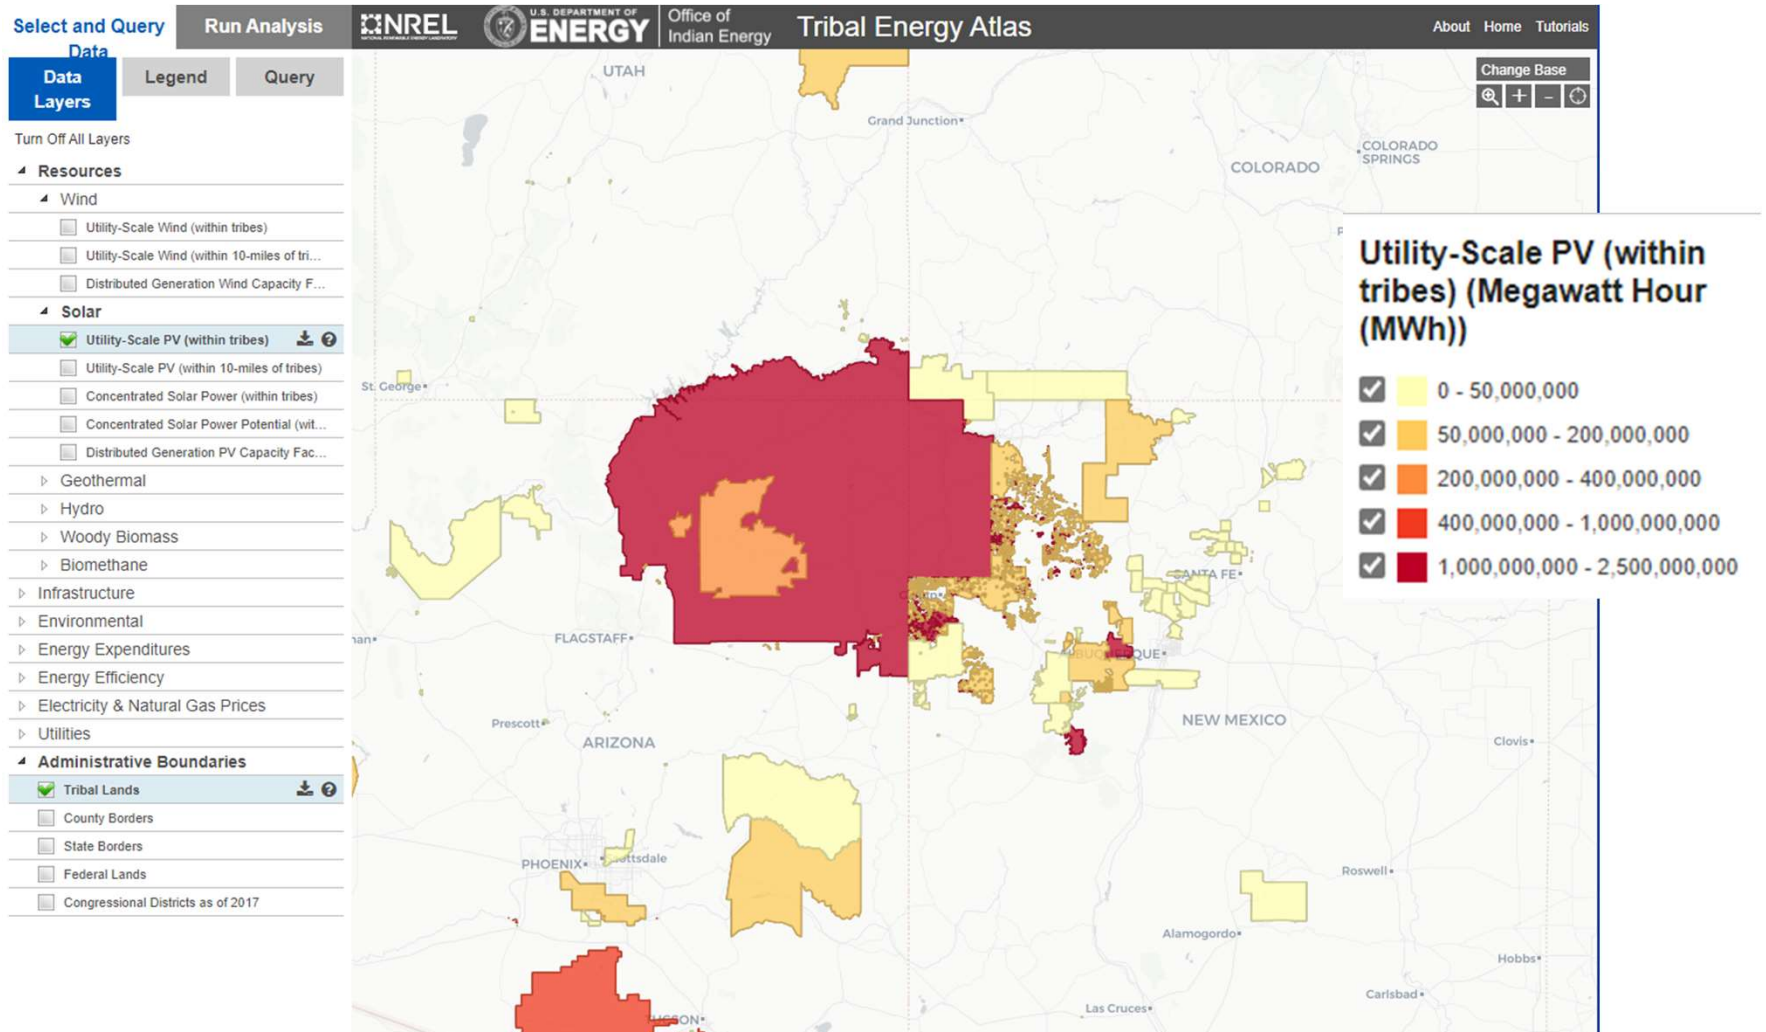 Select and Query
Data
Run Analysis
NREL
NATIONAL RENEWABLE ENERGY LABORATORY
U.S. DEPARTMENT OF
ENERGY
Office of
Indian Energy
Tribal Energy Atlas
About Home Tutorials
Data
Layers
Legend
Query
Change Base
Turn Off All Layers
Resources
Wind
Utility-Scale Wind (within tribes)
Utility-Scale Wind (within 10-miles of tri...
Distributed Generation Wind Capacity F...
Solar
Utility-Scale PV (within tribes)
Utility-Scale PV (within 10-miles of tribes)
Concentrated Solar Power (within tribes)
Concentrated Solar Power Potential (wit...
Distributed Generation PV Capacity Fac...
Geothermal
Hydro
Woody Biomass
Biomethane
Infrastructure
Environmental
Energy Expenditures
Energy Efficiency
Electricity & Natural Gas Prices
Utilities
Administrative Boundaries
Tribal Lands
County Borders
State Borders
Federal Lands
Congressional Districts as of 2017
UTAH
Grand Junction
COLORADO
SPRINGS
COLORADO
St. George
SANTA FE
FLAGSTAFF
ALBUQUERQUE
Prescott
ARIZONA
NEW MEXICO
Clovis
PHOENIX
Scottsdale
Roswell
Alamogordo
Hobbs
Carlsbad
Las Cruces
TUCSON
Utility-Scale PV (within
tribes) (Megawatt Hour
(MWh))
0 - 50,000,000
50,000,000 - 200,000,000
200,000,000 - 400,000,000
400,000,000 - 1,000,000,000
1,000,000,000 - 2,500,000,000